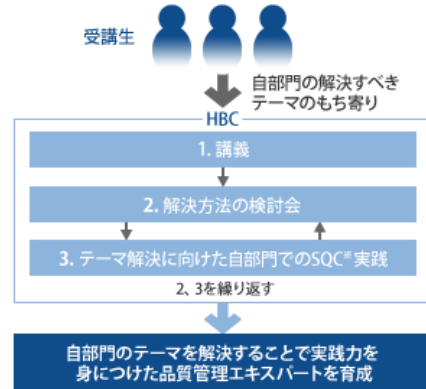 受講生
自部門の解決すべき
テーマのもち寄り
HBC
1. 講義
2. 解決方法の検討会
3. テーマ解決に向けた自部門でのSQC※実践
2、3を繰り返す
自部門のテーマを解決することで実践力を
身につけた品質管理エキスパートを育成